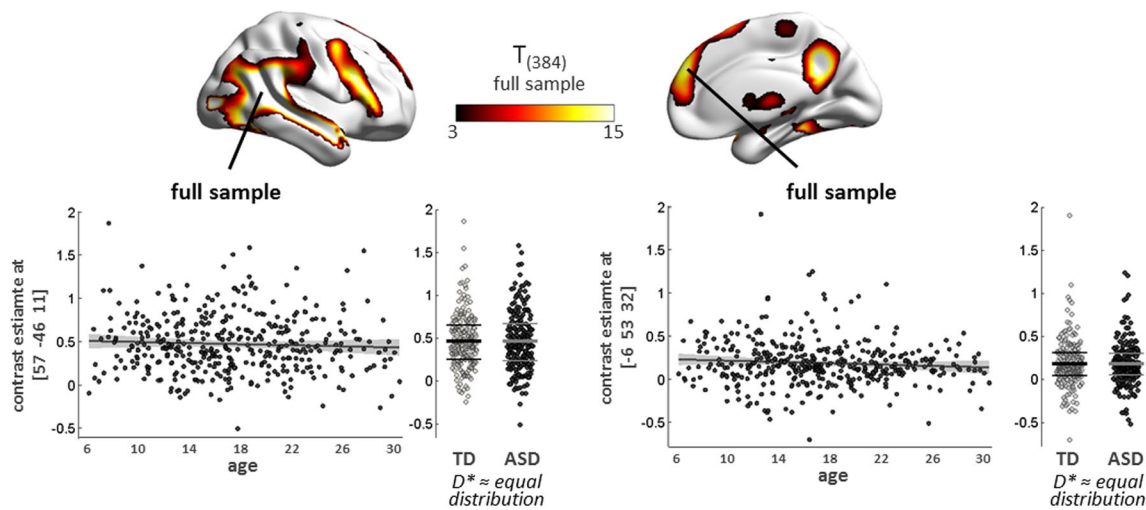 T(384)
full sample
3 15
full sample
full sample
contrast estiamte at
[57 -46 11]
2
1.5
1
0.5
0
-0.5
6 10 14 18 22 26 30
age
2
1.5
1
0.5
0
-0.5
TD ASD
D* ≈ equal
distribution
contrast estiamte at
[-6 53 32]
2
1.5
1
0.5
0
-0.5
6 10 14 18 22 26 30
age
2
1.5
1
0.5
0
-0.5
TD ASD
D* ≈ equal
distribution